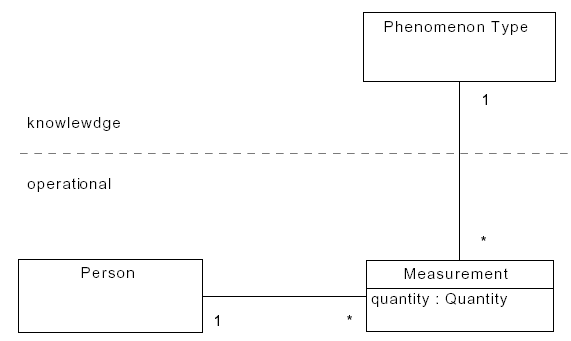 Phenomenon Type
1
knowlewdge
operational
*
Person
Measurement
quantity : Quantity
1
*